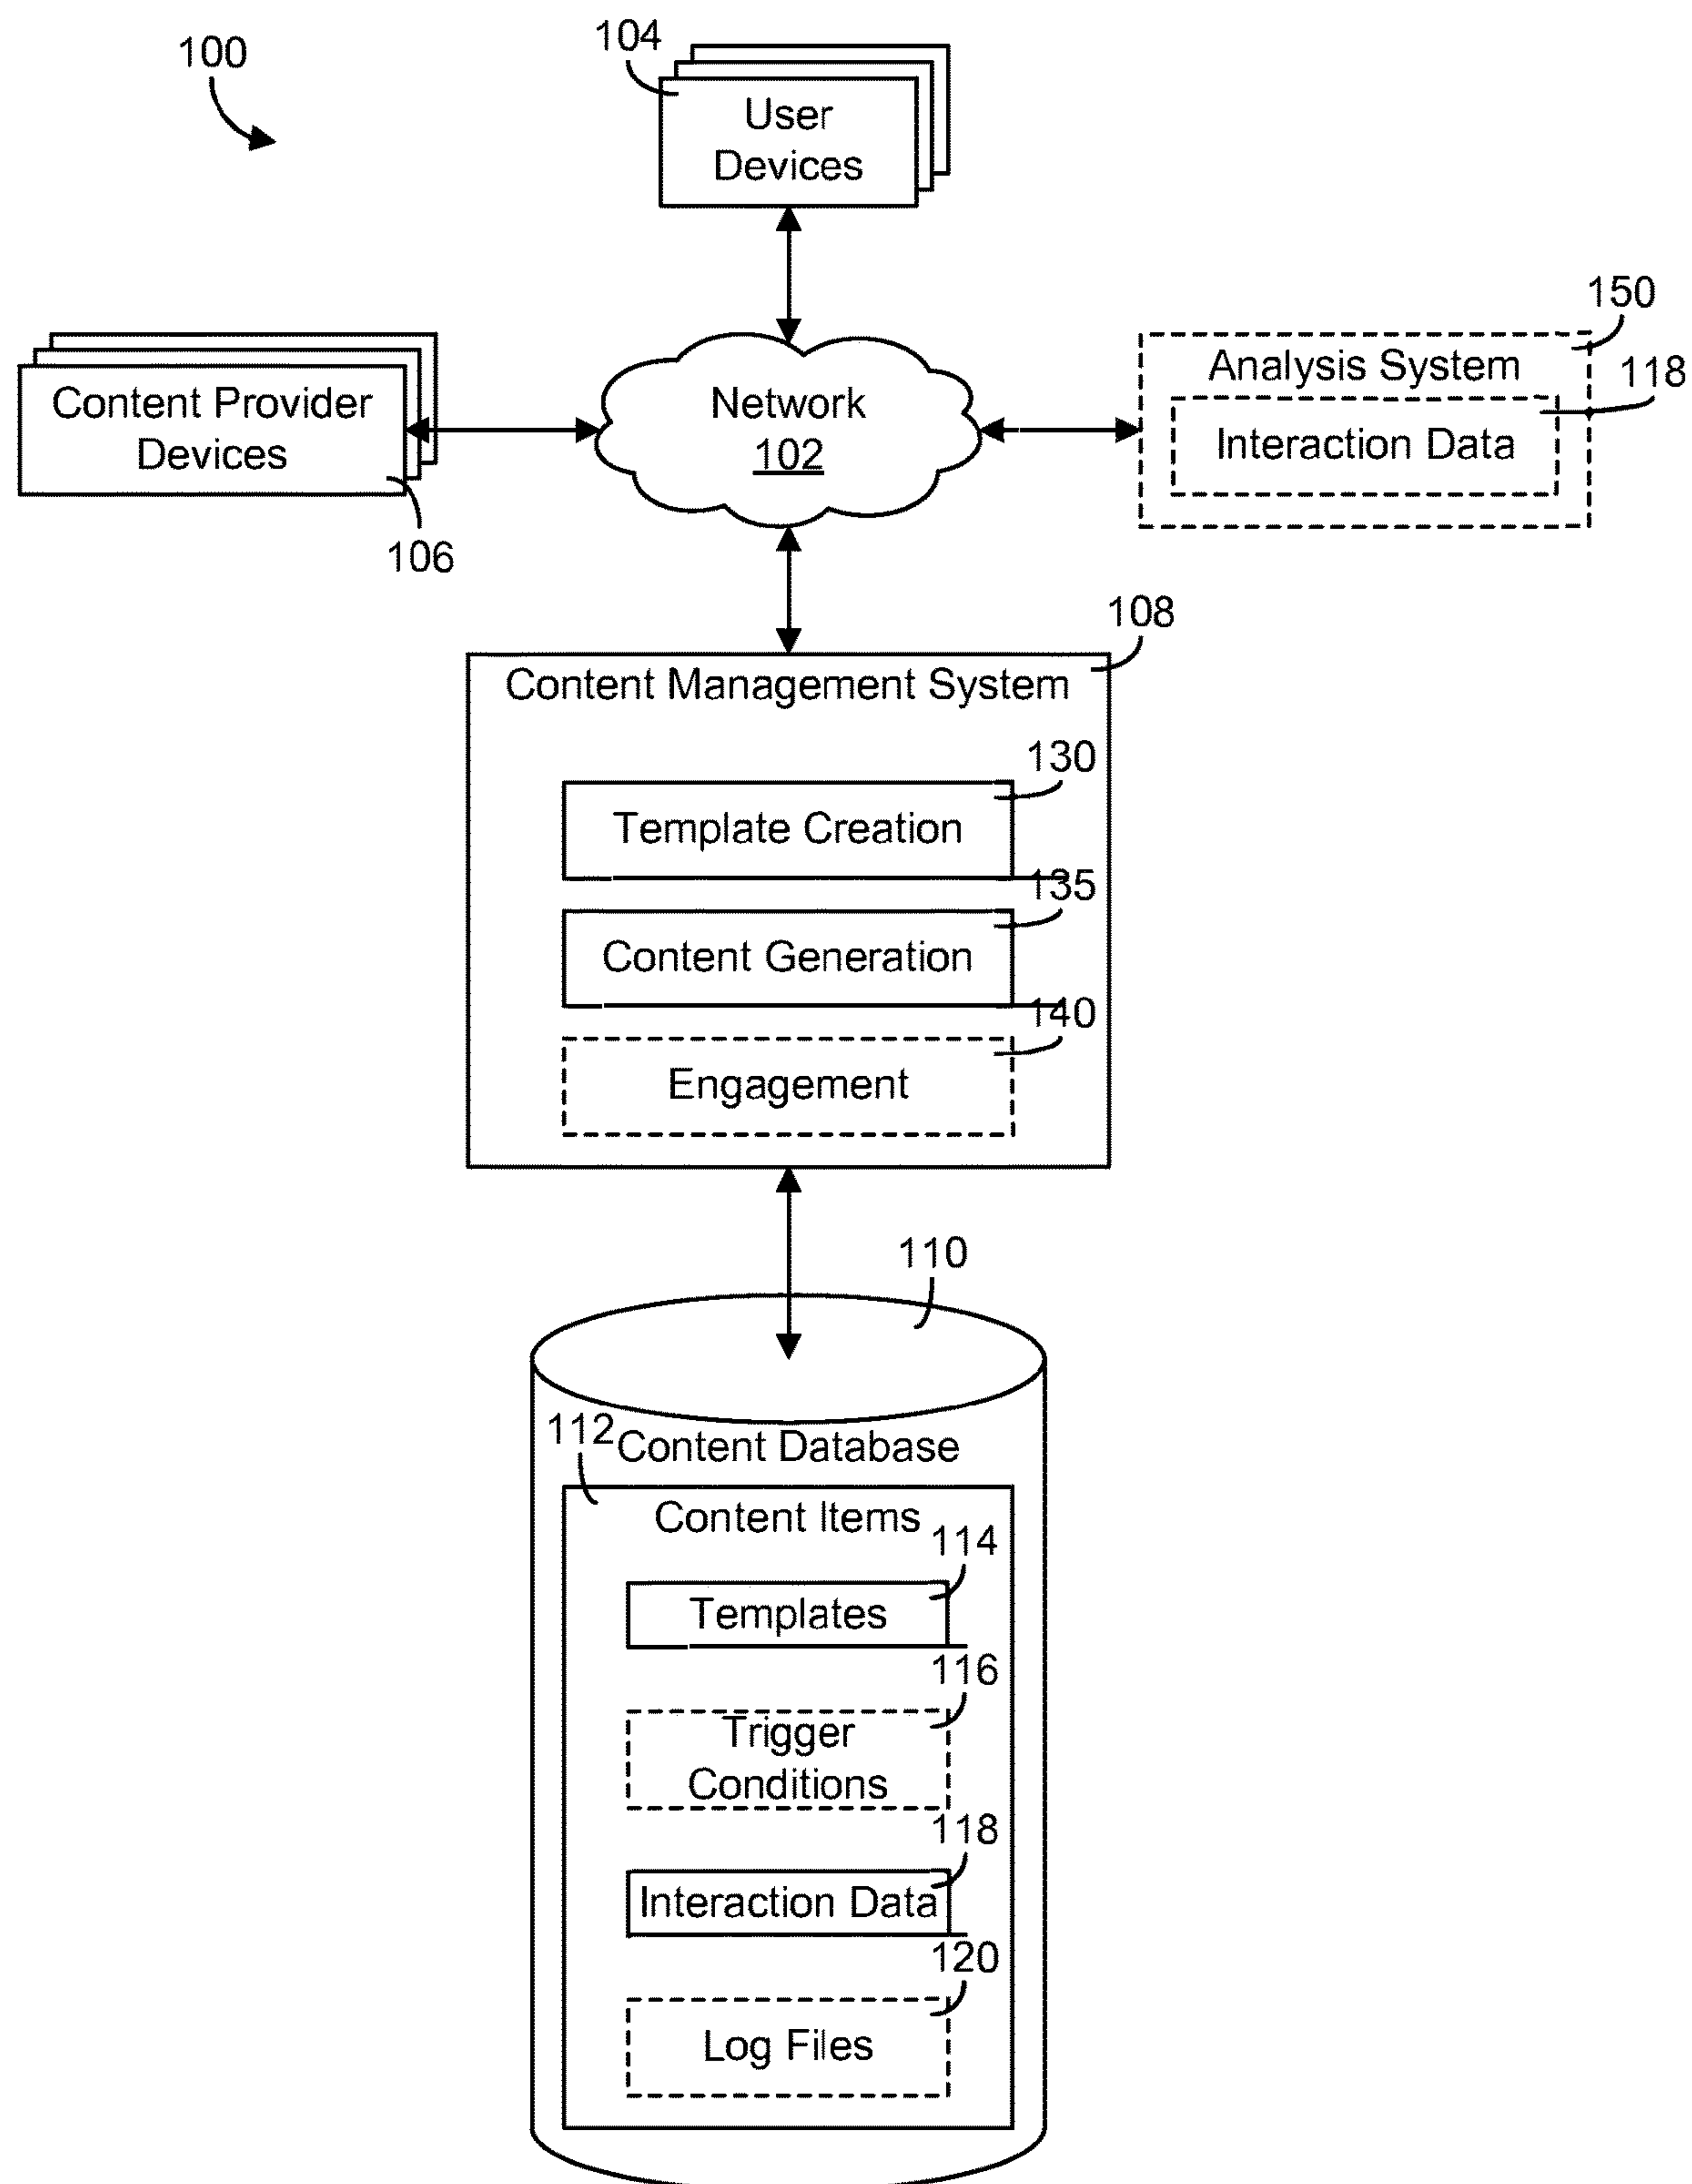 100
104
User
Devices
150
Analysis System
118
Interaction Data
Content Provider
Devices
106
Network
102
108
Content Management System
130
Template Creation
135
Content Generation
140
Engagement
110
112
Content Database
Content Items
114
Templates
116
Trigger
Conditions
118
Interaction Data
120
Log Files